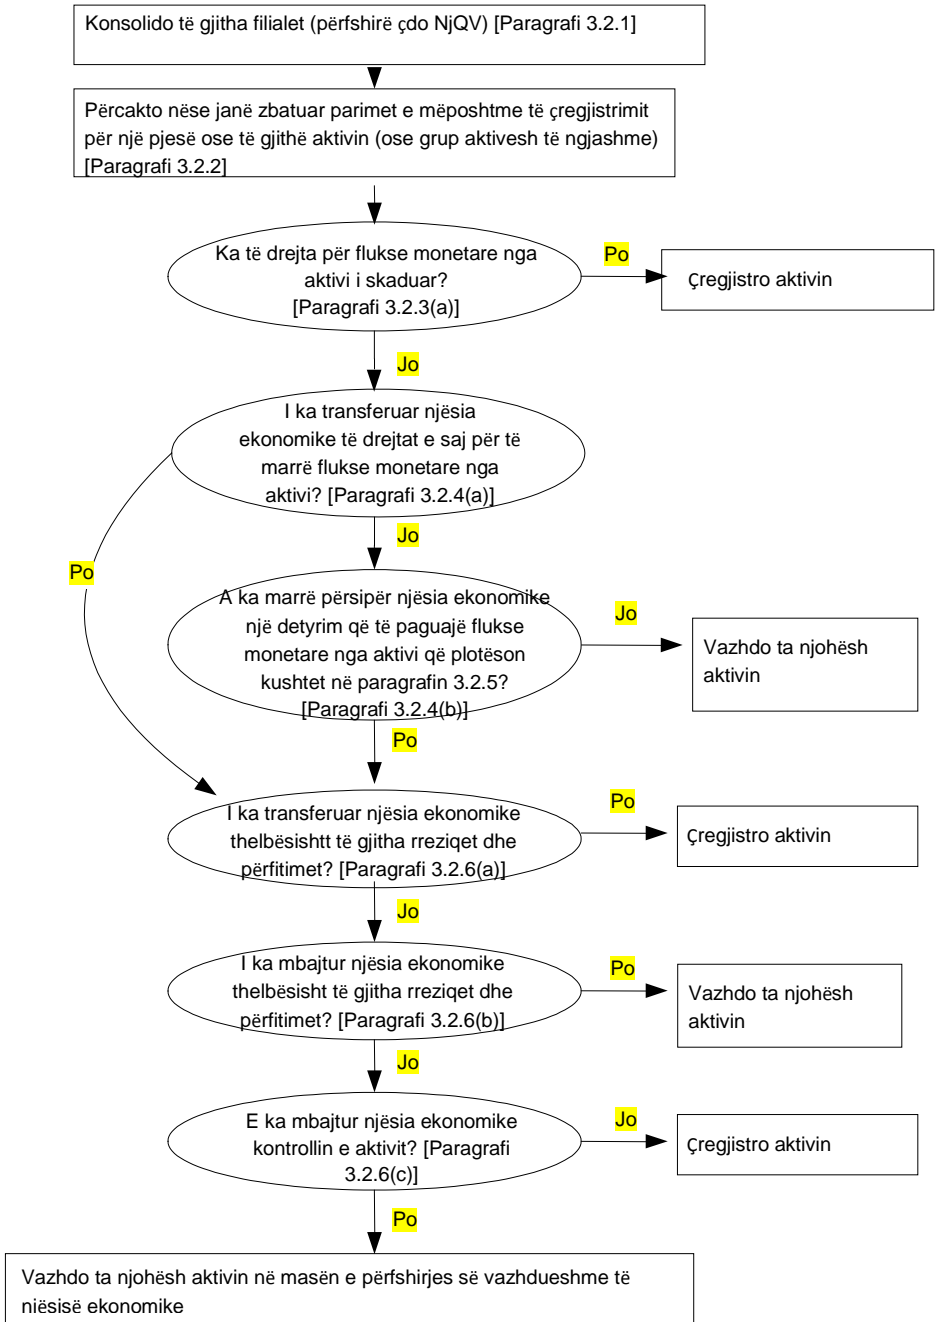 Konsolido të gjitha filialet (përfshirë çdo NjQV) [Paragrafi 3.2.1]
Përcakto nëse janë zbatuar parimet e mëposhtme të çregjistrimit
për një pjesë ose të gjithë aktivin (ose grup aktivesh të ngjashme)
[Paragrafi 3.2.2]
Ka të drejta për flukse monetare nga
aktivi i skaduar?
[Paragrafi 3.2.3(a)]
Po
Çregjistro aktivin
Jo
I ka transferuar njësia
ekonomike të drejtat e saj për të
marrë flukse monetare nga
aktivi? [Paragrafi 3.2.4(a)]
Jo
Po
A ka marrë përsipër njësia ekonomike
një detyrim që të paguajë flukse
monetare nga aktivi që plotëson
kushtet në paragrafin 3.2.5?
[Paragrafi 3.2.4(b)]
Jo
Vazhdo ta njohësh
aktivin
Po
I ka transferuar njësia ekonomike
thelbësishtt të gjitha rreziqet dhe
përfitimet? [Paragrafi 3.2.6(a)]
Po
Çregjistro aktivin
Jo
I ka mbajtur njësia ekonomike
thelbësisht të gjitha rreziqet dhe
përfitimet? [Paragrafi 3.2.6(b)]
Po
Vazhdo ta njohësh
aktivin
Jo
E ka mbajtur njësia ekonomike
kontrollin e aktivit? [Paragrafi
3.2.6(c)]
Jo
Çregjistro aktivin
Po
Vazhdo ta njohësh aktivin në masën e përfshirjes së vazhdueshme të
njësisë ekonomike